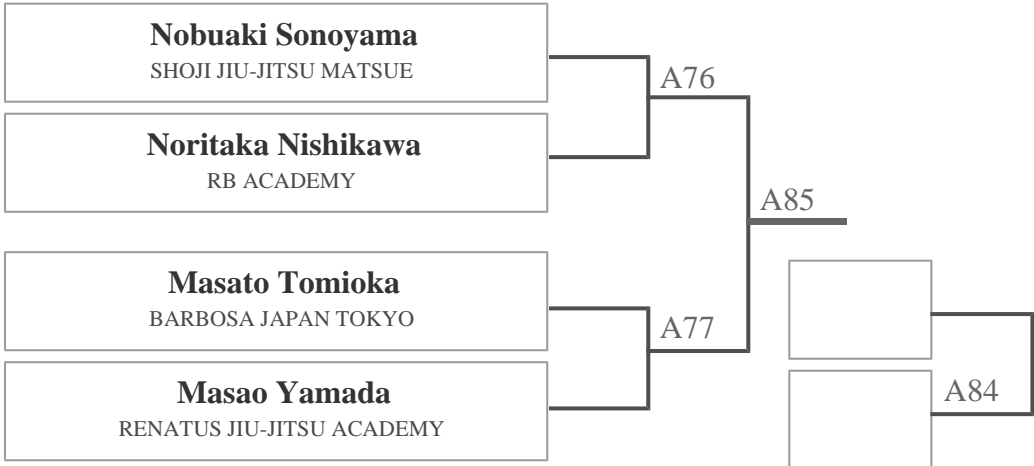 Nobuaki Sonoyama
SHOJI JIU-JITSU MATSUE
A76
Noritaka Nishikawa
RB ACADEMY
A85
Masato Tomioka
BARBOSA JAPAN TOKYO
A77
Masao Yamada
RENATUS JIU-JITSU ACADEMY
A84